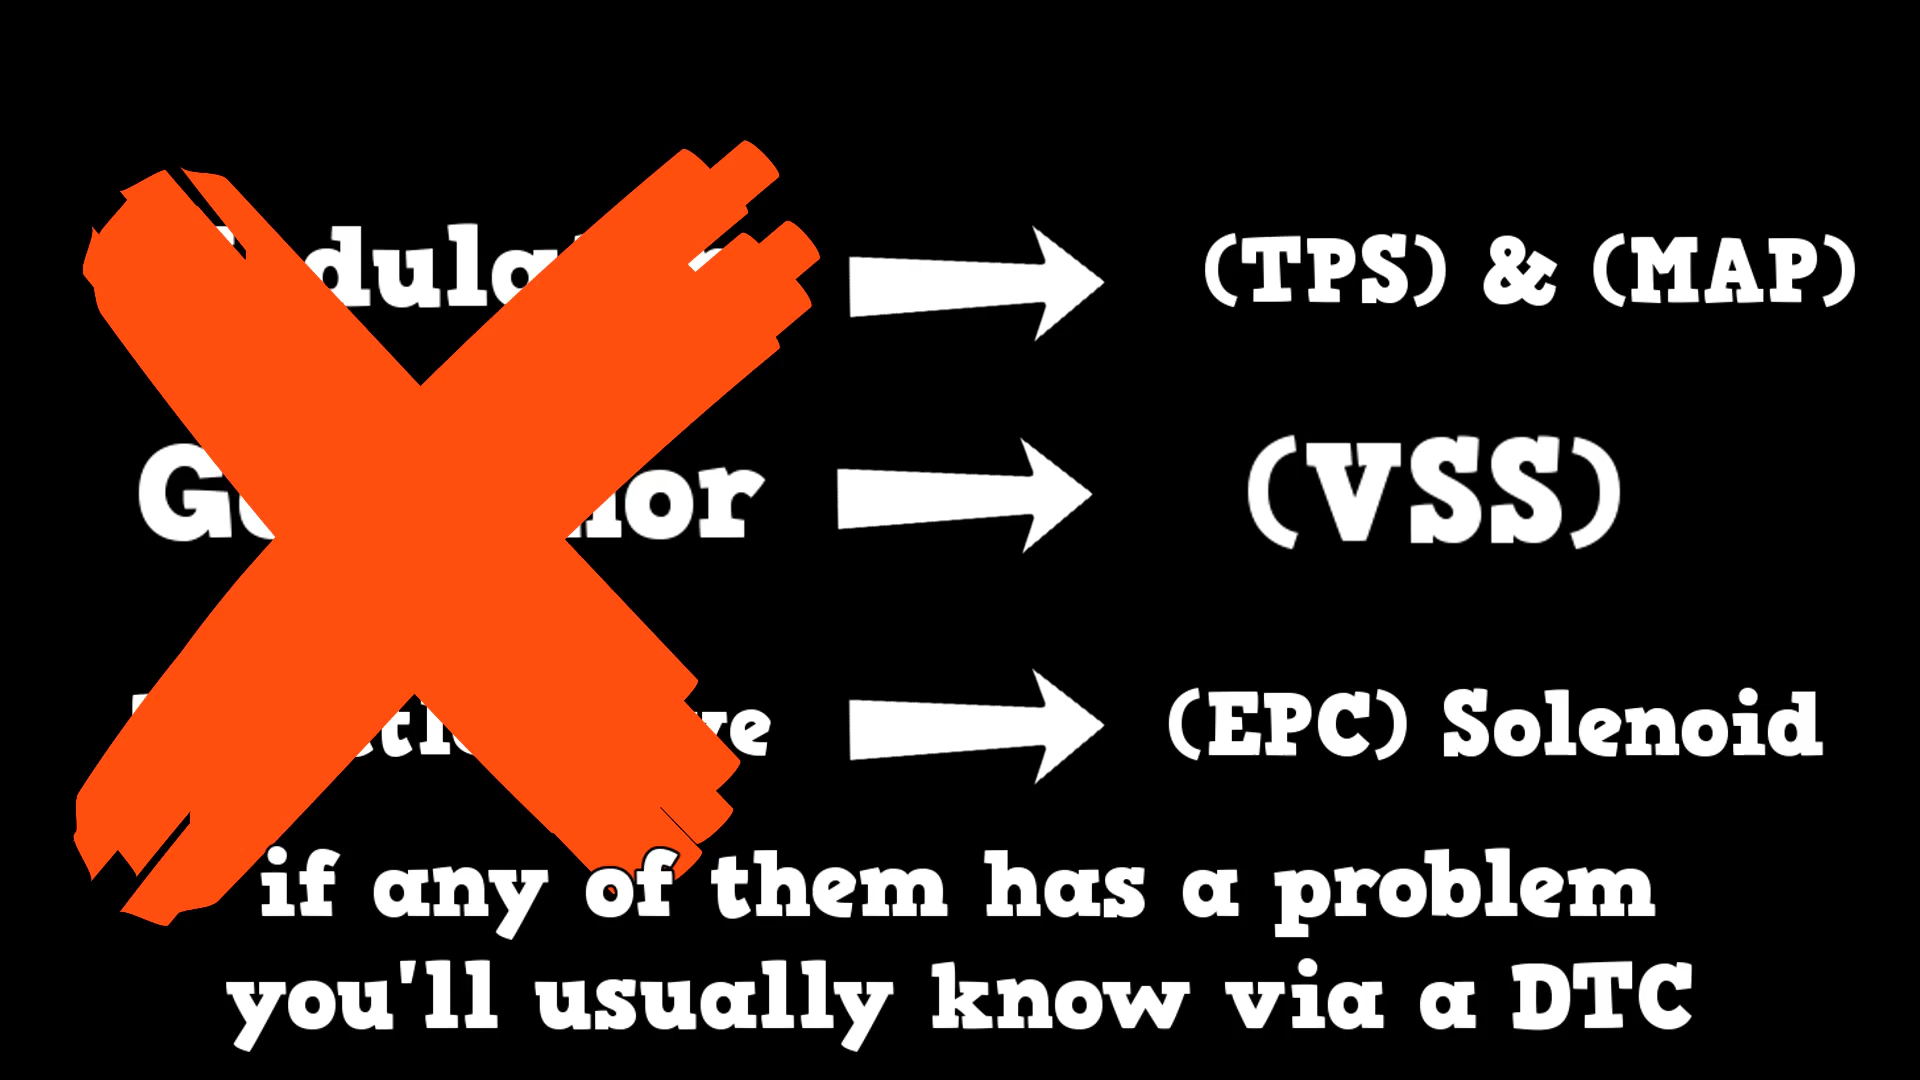 (TPS) & (MAP)
(VSS)
(EPC) Solenoid
if any of them has a problem
you'll usually know via a DTC